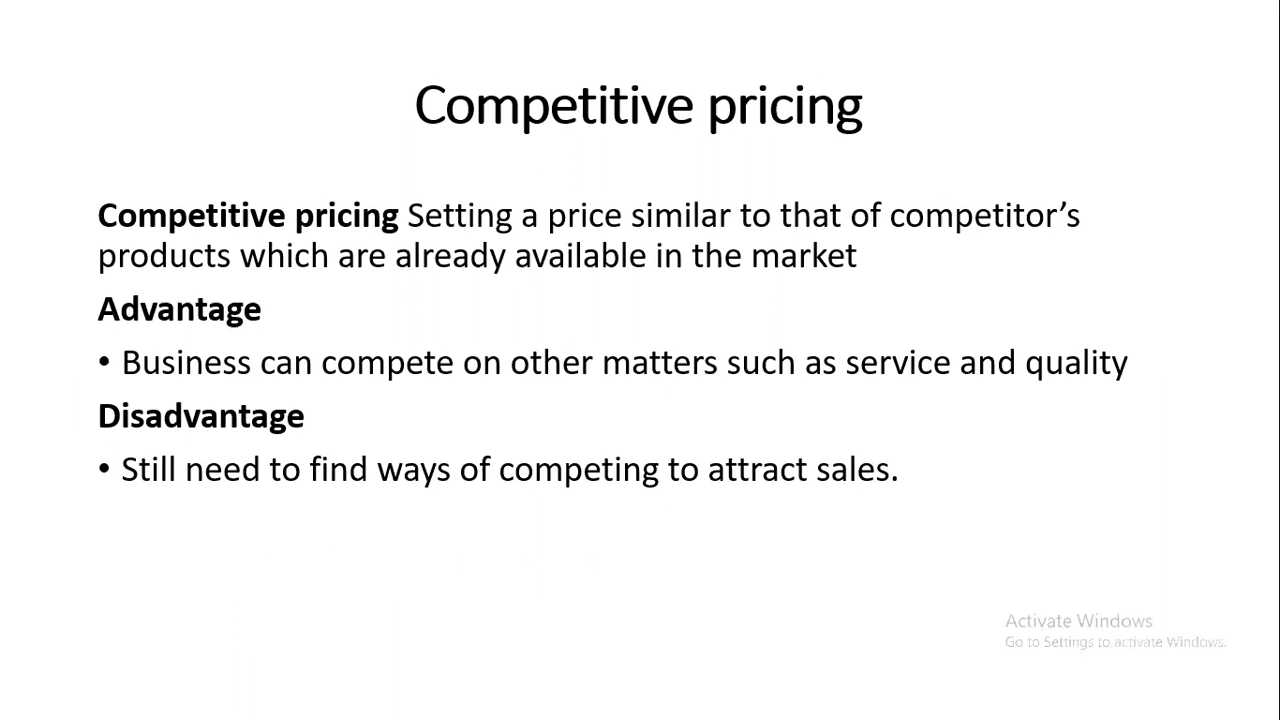 Competitive pricing
Competitive pricing Setting a price similar to that of competitor’s
products which are already available in the market
Advantage
• Business can compete on other matters such as service and quality
Disadvantage
• Still need to find ways of competing to attract sales.
Activate Windows
Go to Settings to activate Windows.